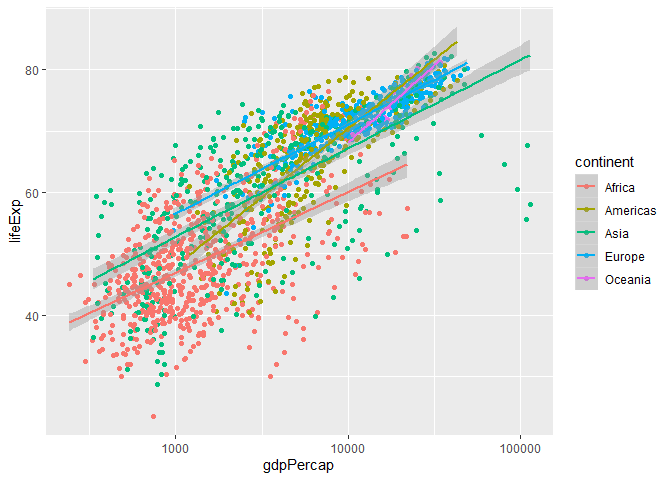 80
60
40
lifeExp
1000
10000
100000
gdpPercap
continent
Africa
Americas
Asia
Europe
Oceania